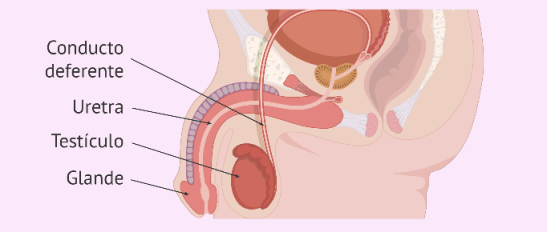 Conducto
deferente
Uretra
Testículo
Glande